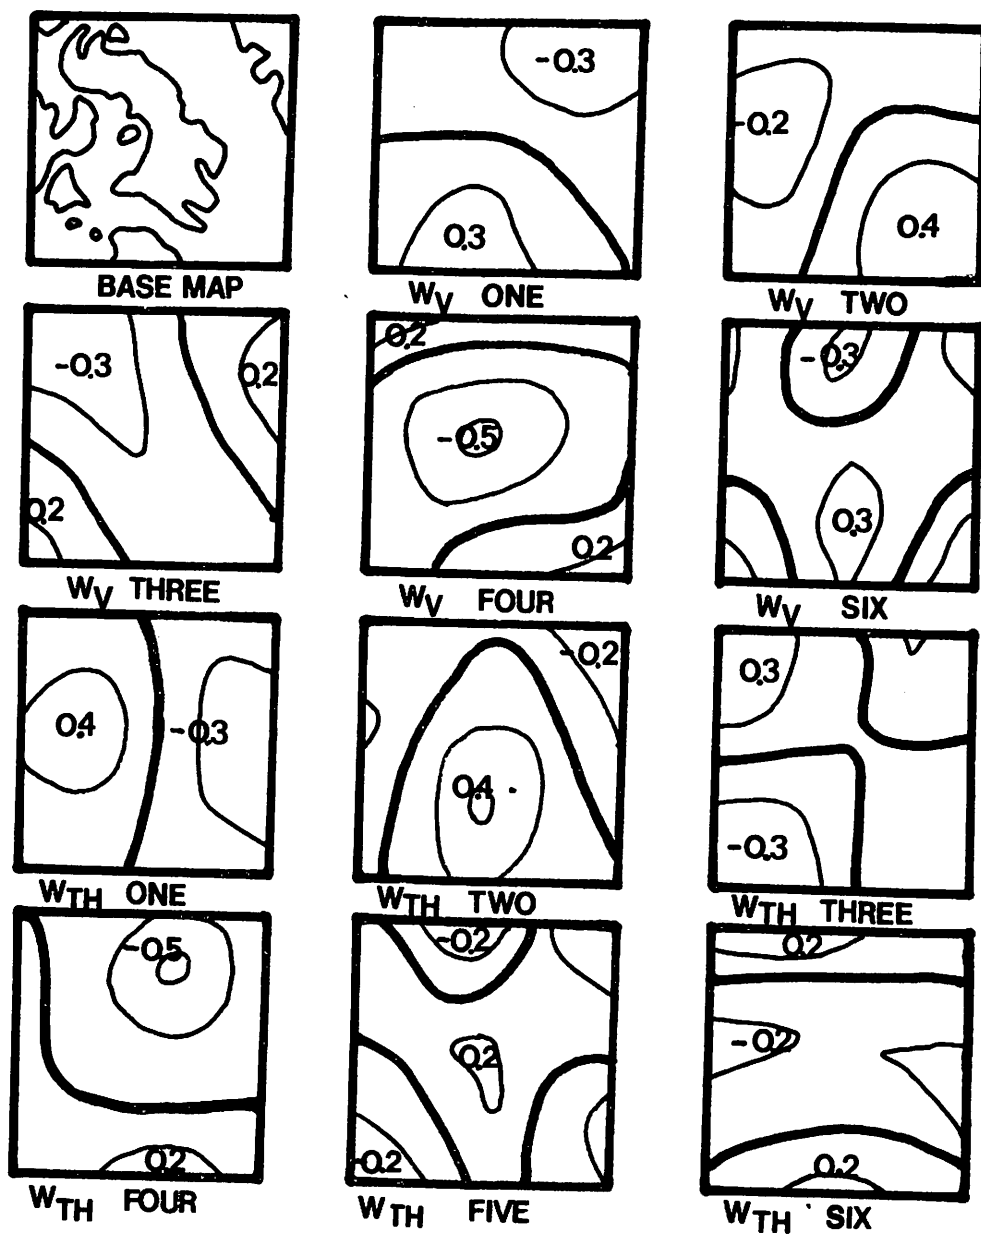 -0.3
0.3
-0.2
0.4
BASE MAP
WV ONE
WV TWO
-0.3
0.2
0.2
0.2
-0.5
0.2
-0.3
0.3
WV THREE
WV FOUR
WV SIX
0.4
-0.3
-0.2
0.4
0.3
-0.3
WTH ONE
WTH TWO
WTH THREE
-0.5
0.2
-0.2
0.2
-0.2
0.2
-0.2
0.2
WTH FOUR
WTH FIVE
WTH SIX